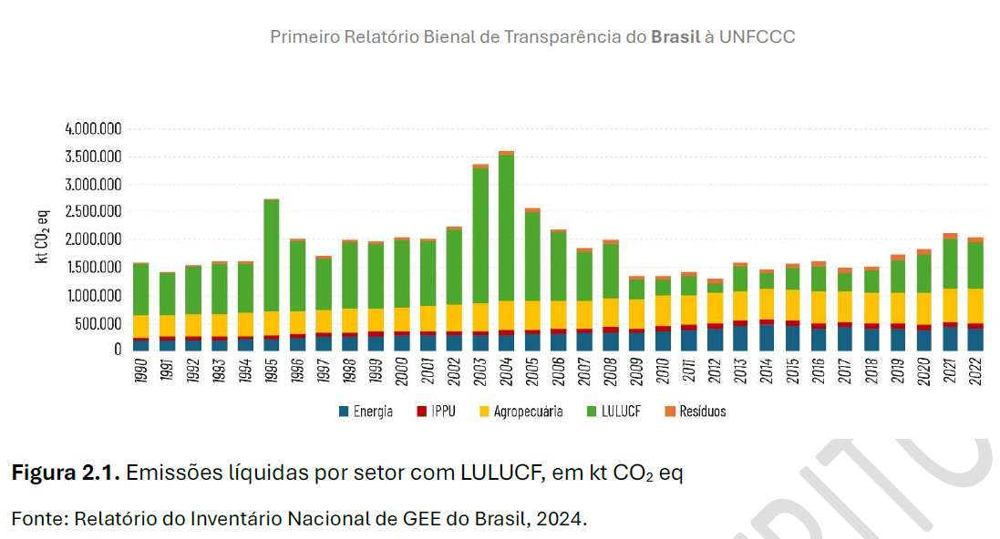 Primeiro Relatório Bienal de Transparência do Brasil à UNFCCC
4.000.000
3.500.000
3.000.000
2.500.000
2.000.000
1.500.000
1.000.000
500.000
0
kt CO₂ eq
1990 1991 1992 1993 1994 1995 1996 1997 1998 1999 2000 2001 2002 2003 2004 2005 2006 2007 2008 2009 2010 2011 2012 2013 2014 2015 2016 2017 2018 2019 2020 2021 2022
Energia IPPU Agropecuária LULUCF Resíduos
Figura 2.1. Emissões líquidas por setor com LULUCF, em kt CO₂ eq
Fonte: Relatório do Inventário Nacional de GEE do Brasil, 2024.